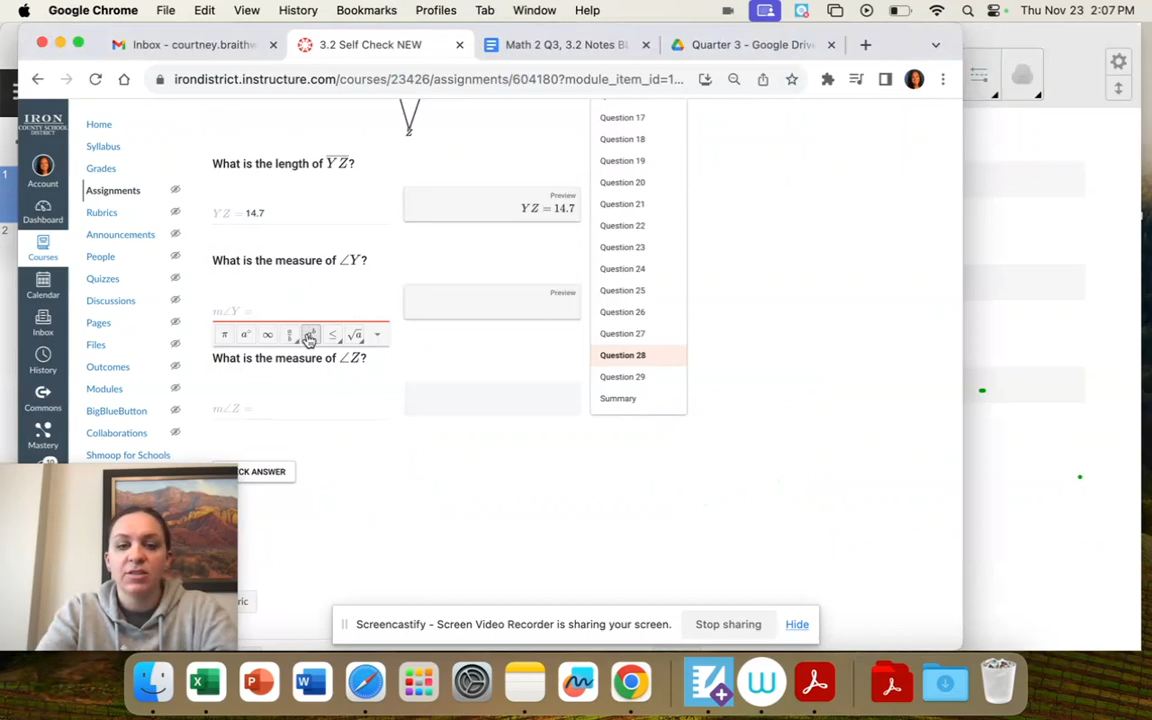 Google Chrome File Edit View History Bookmarks Profiles Tab Window Help Thu Nov 23 2:07 PM
Inbox - courtney.braithw
3.2 Self Check NEW
Math 2 Q3, 3.2 Notes Bl
Quarter 3 - Google Driv
irondistrict.instructure.com/courses/23426/assignments/604180?module_item_id=1...
IRON
COUNTY SCHOOL
DISTRICT
Account
Dashboard
Courses
Calendar
Inbox
History
Commons
Mastery
Home
Syllabus
Grades
Assignments
Rubrics
Announcements
People
Quizzes
Discussions
Pages
Files
Outcomes
Modules
BigBlueButton
Collaborations
Shmoop for Schools
Z
What is the length of YZ?
YZ = 14.7
Preview
YZ = 14.7
What is the measure of ∠Y?
m∠Y =
Preview
π a° ∞ a/b a^b ≤ √a
What is the measure of ∠Z?
m∠Z =
CK ANSWER
ric
Question 17
Question 18
Question 19
Question 20
Question 21
Question 22
Question 23
Question 24
Question 25
Question 26
Question 27
Question 28
Question 29
Summary
1
2
Screencastify - Screen Video Recorder is sharing your screen. Stop sharing Hide